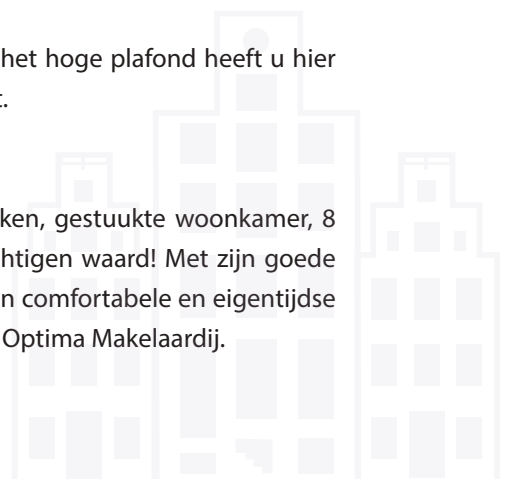 het hoge plafond heeft u hier
t.
ken, gestuukte woonkamer, 8
htigen waard! Met zijn goede
n comfortabele en eigentijdse
Optima Makelaardij.